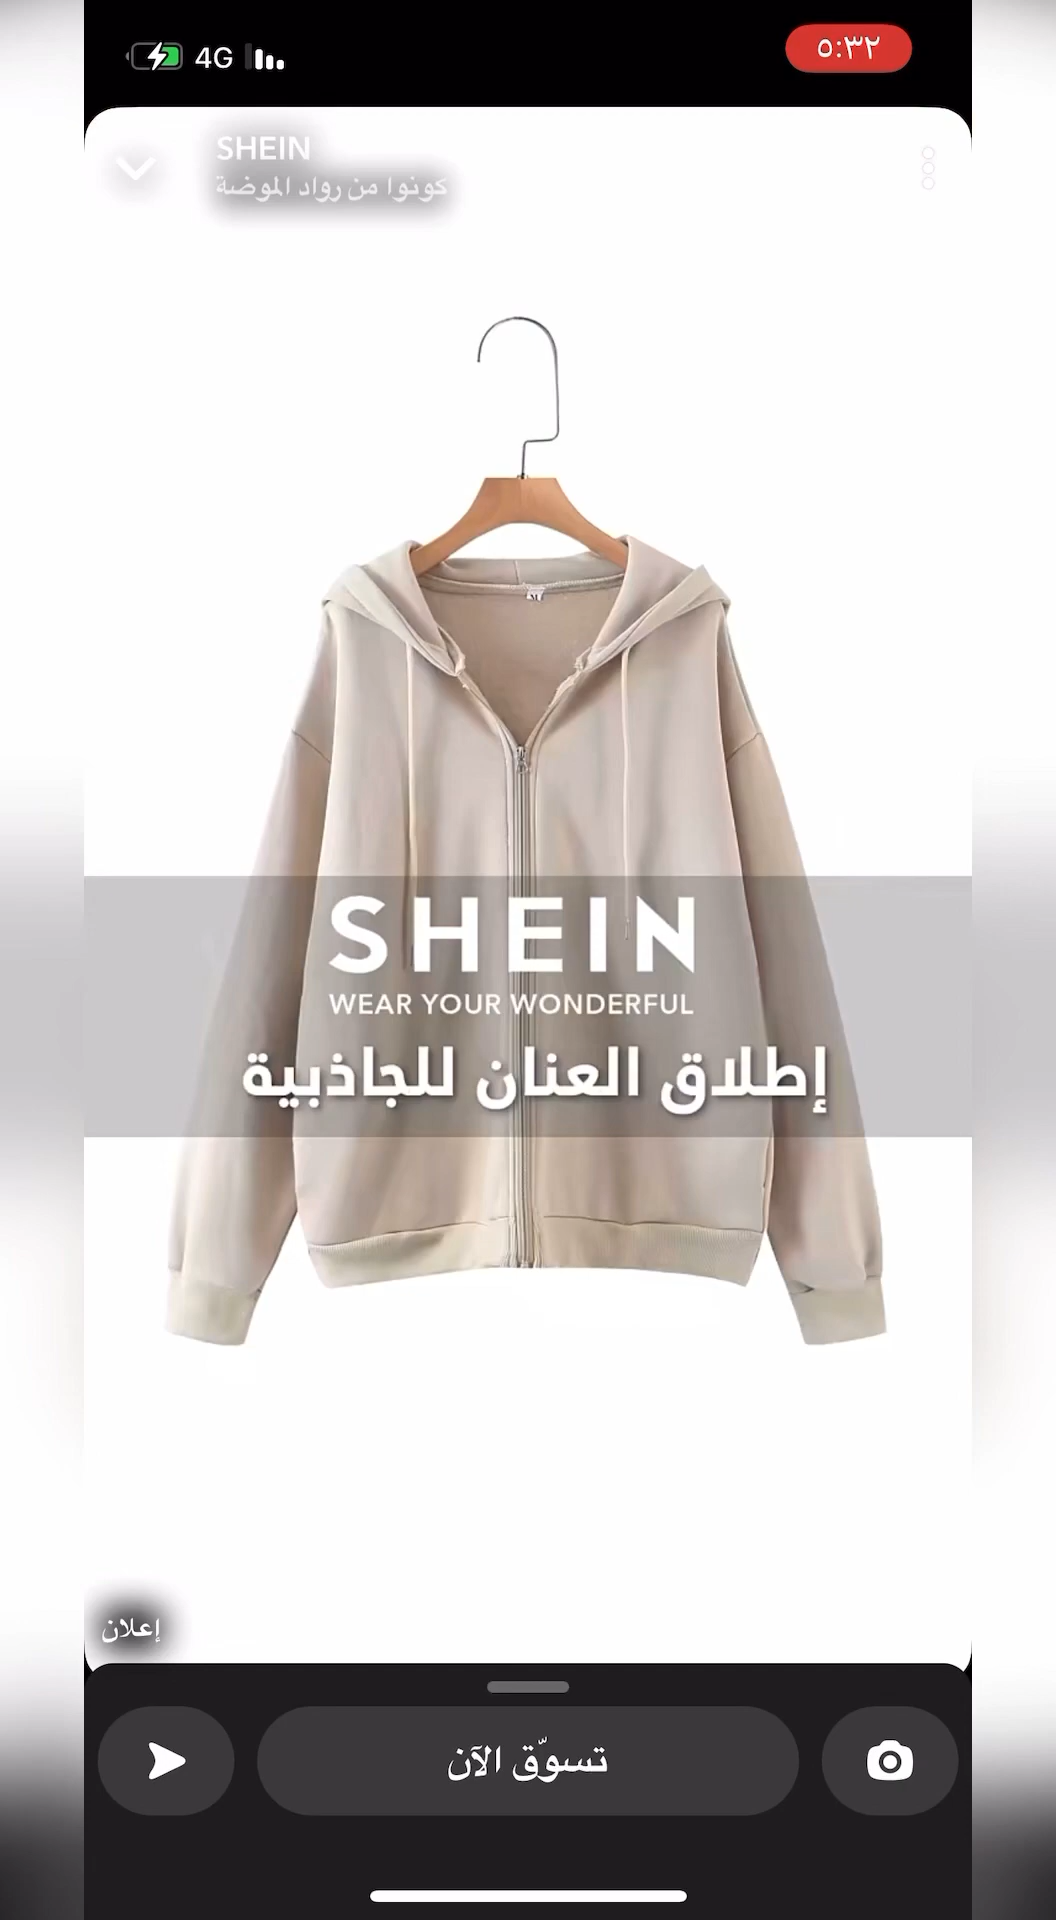 4G
٥:٣٢
SHEIN
كونوا من رواد الموضة
SHEIN
WEAR YOUR WONDERFUL
إطلاق العنان للجاذبية
إعلان
تسوّق الآن